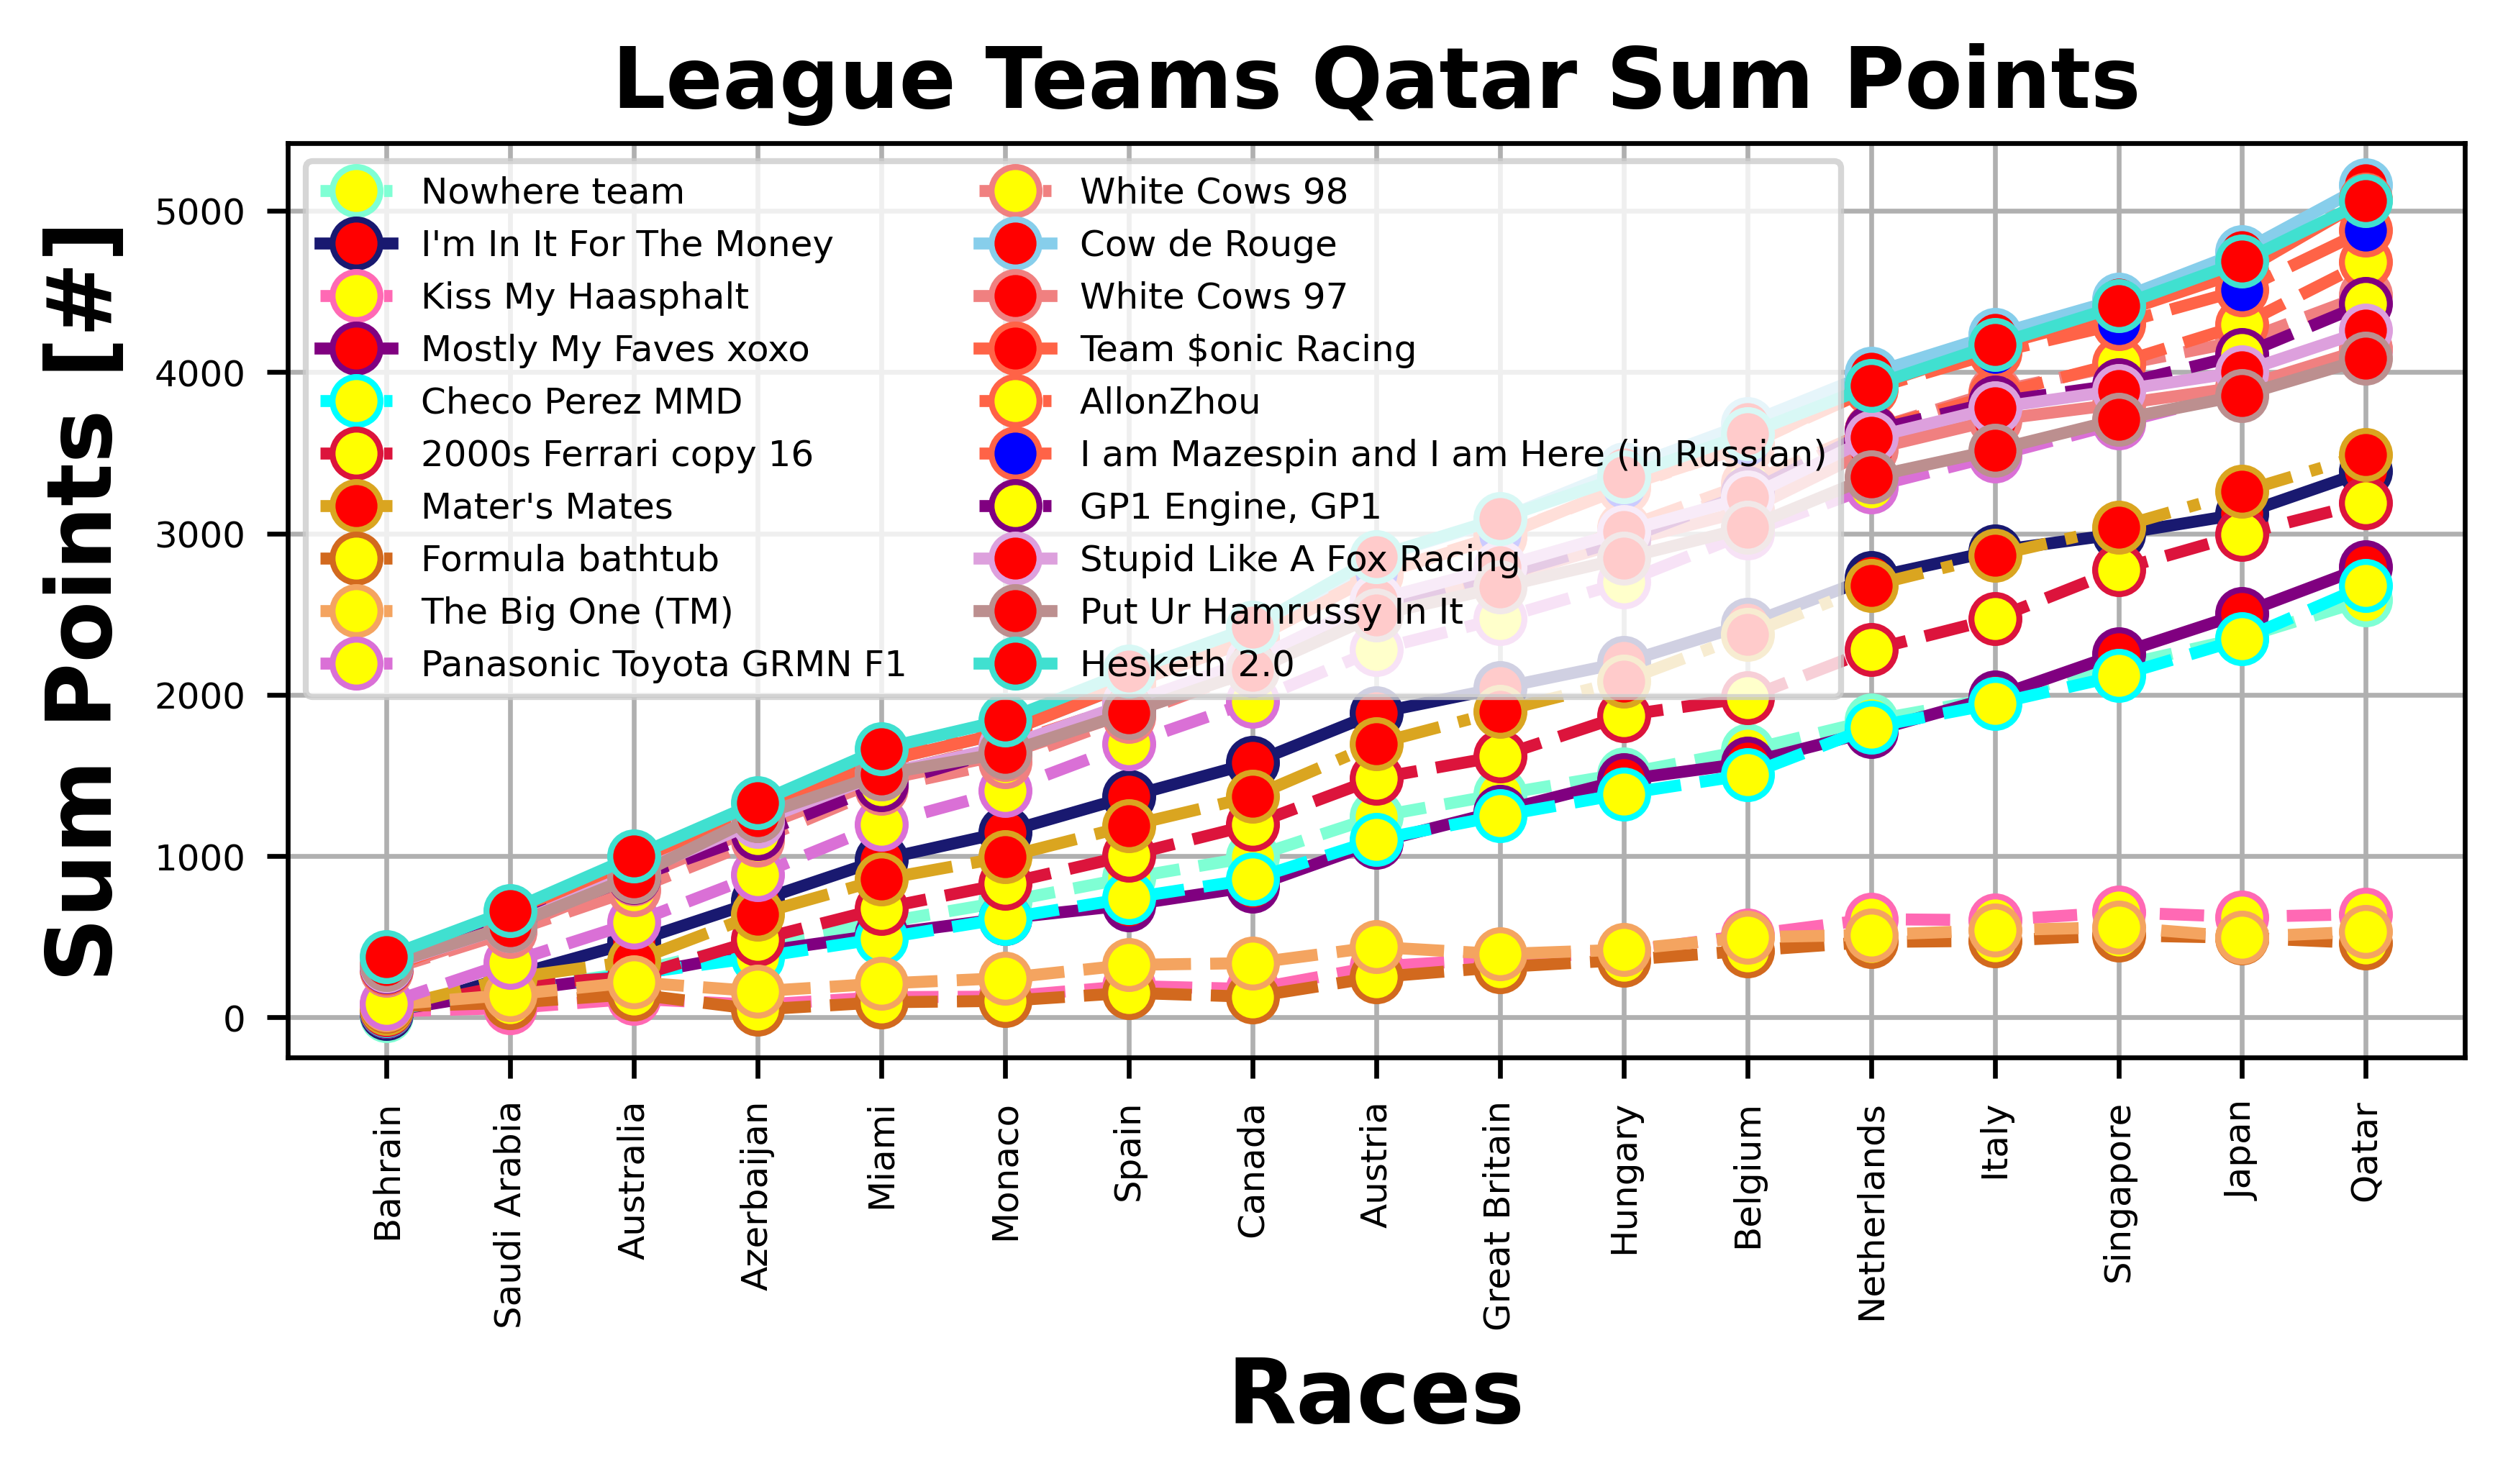 League Teams Qatar Sum Points
Sum Points [#]
5000
4000
3000
2000
1000
0
Nowhere team
I'm In It For The Money
Kiss My Haasphalt
Mostly My Faves xoxo
Checo Perez MMD
2000s Ferrari copy 16
Mater's Mates
Formula bathtub
The Big One (TM)
Panasonic Toyota GRMN F1
White Cows 98
Cow de Rouge
White Cows 97
Team $onic Racing
AllonZhou
I am Mazespin and I am Here (in Russian)
GP1 Engine, GP1
Stupid Like A Fox Racing
Put Ur Hamrussy In It
Hesketh 2.0
Bahrain
Saudi Arabia
Australia
Azerbaijan
Miami
Monaco
Spain
Canada
Austria
Great Britain
Hungary
Belgium
Netherlands
Italy
Singapore
Japan
Qatar
Races